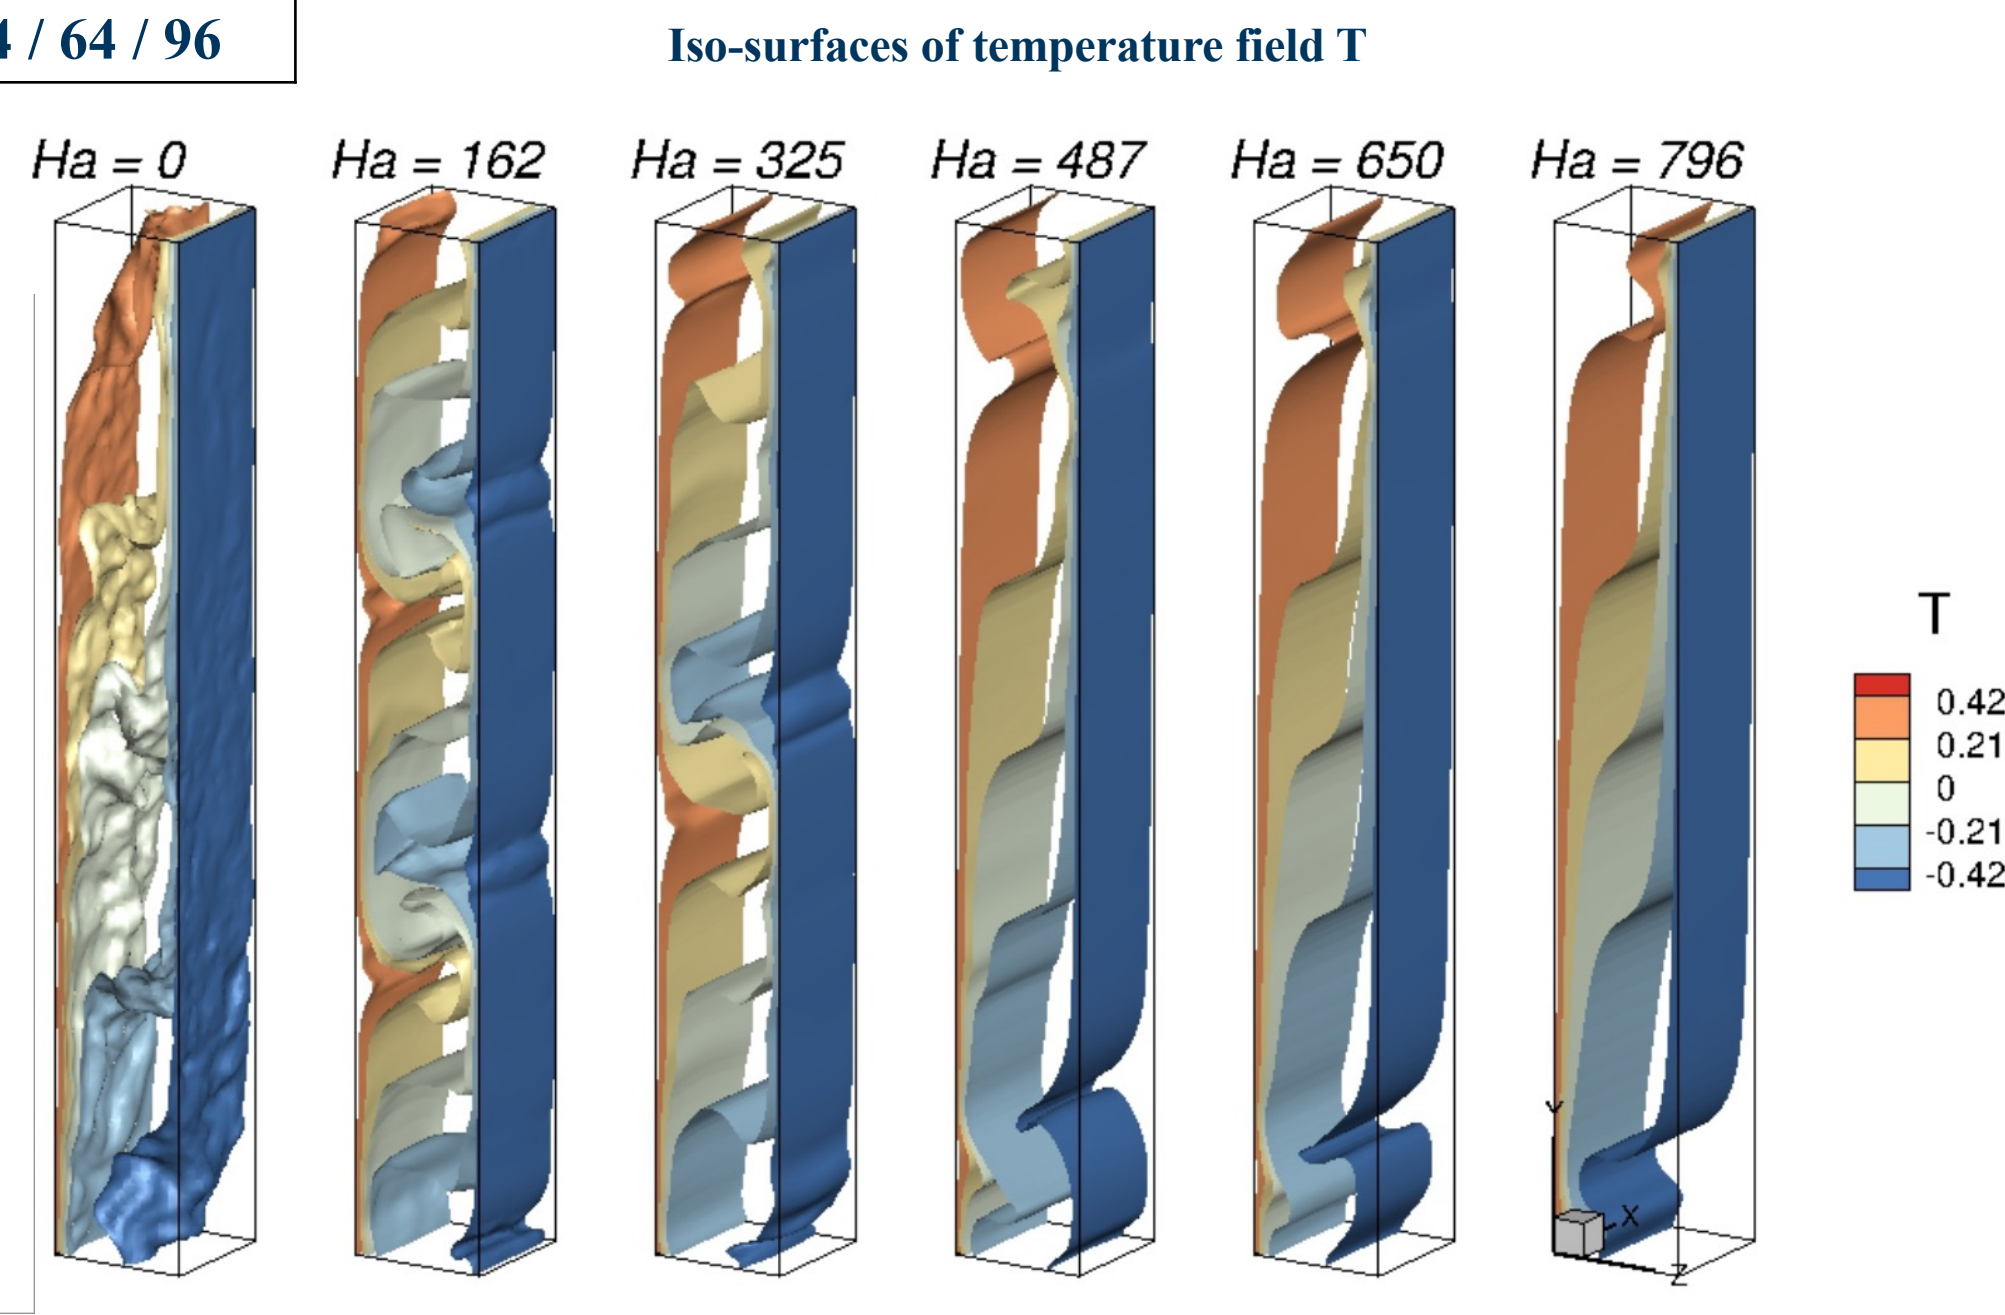 4 / 64 / 96
Iso-surfaces of temperature field T
Ha = 0
Ha = 162
Ha = 325
Ha = 487
Ha = 650
Ha = 796
T
0.42
0.21
0
-0.21
-0.42
Y
X
Z